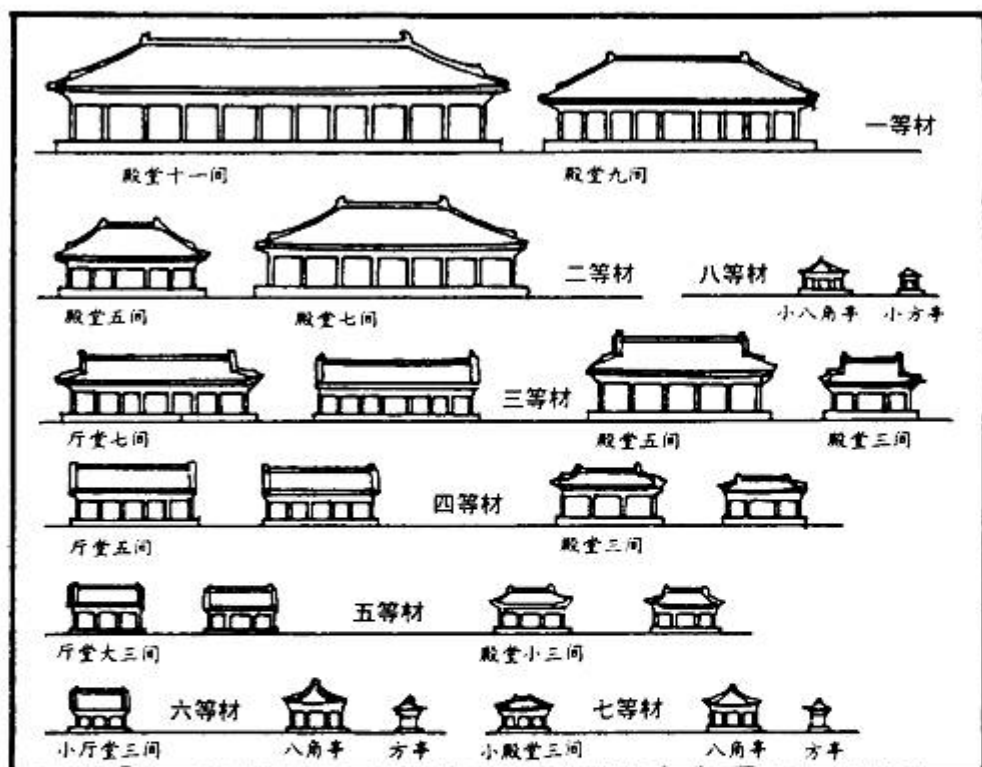 一等材
殿堂十一间 殿堂九间
二等材 八等材
殿堂五间 殿堂七间 小八角亭 小方亭
三等材
厅堂七间 殿堂五间 殿堂三间
四等材
厅堂五间 殿堂三间
五等材
厅堂大三间 殿堂小三间
六等材 七等材
小厅堂三间 八角亭 方亭 小殿堂三间 八角亭 方亭